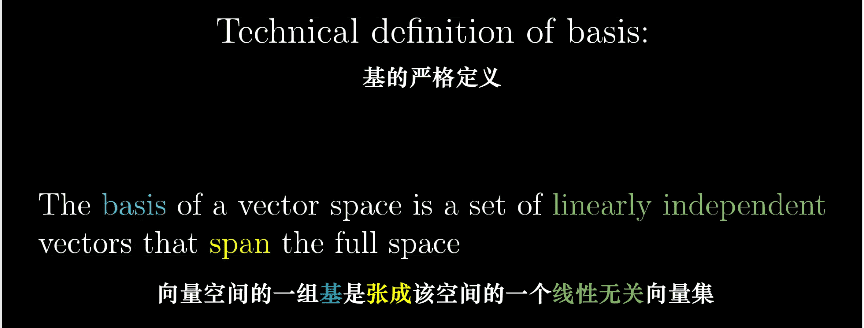 Technical definition of basis:
基的严格定义
The basis of a vector space is a set of linearly independent
vectors that span the full space
向量空间的一组基是张成该空间的一个线性无关向量集